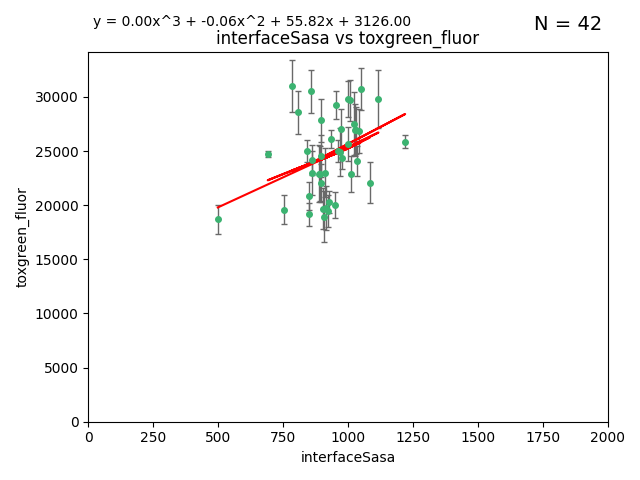 y = 0.00x^3 + -0.06x^2 + 55.82x + 3126.00
N = 42
interfaceSasa vs toxgreen_fluor
30000
25000
20000
15000
10000
5000
0
toxgreen_fluor
0 250 500 750 1000 1250 1500 1750 2000
interfaceSasa